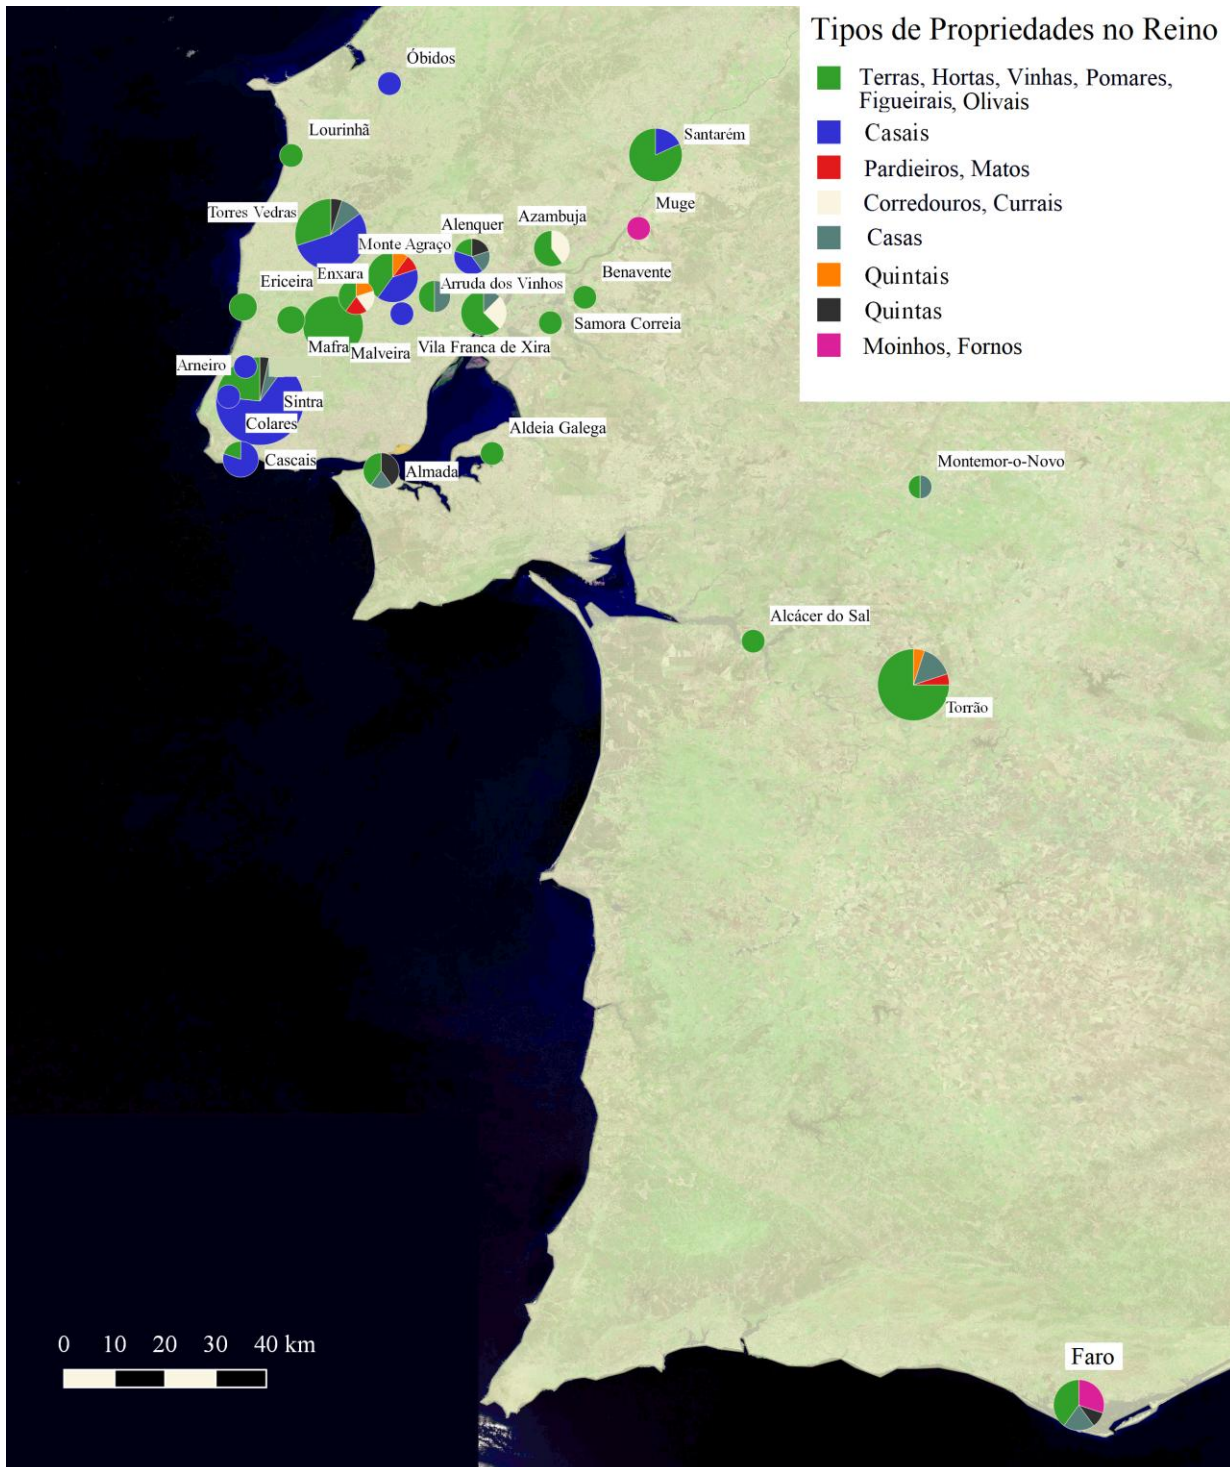 Tipos de Propriedades no Reino
Terras, Hortas, Vinhas, Pomares,
Figueirais, Olivais
Casais
Pardieiros, Matos
Corredouros, Currais
Casas
Quintais
Quintas
Moinhos, Fornos
Óbidos
Lourinhã
Santarém
Muge
Torres Vedras
Azambuja
Alenquer
Monte Agraço
Benavente
Enxara
Ericeira
Arruda dos Vinhos
Samora Correia
Mafra
Malveira
Vila Franca de Xira
Arneiro
Sintra
Colares
Cascais
Aldeia Galega
Almada
Montemor-o-Novo
Alcácer do Sal
Torrão
0 10 20 30 40 km
Faro